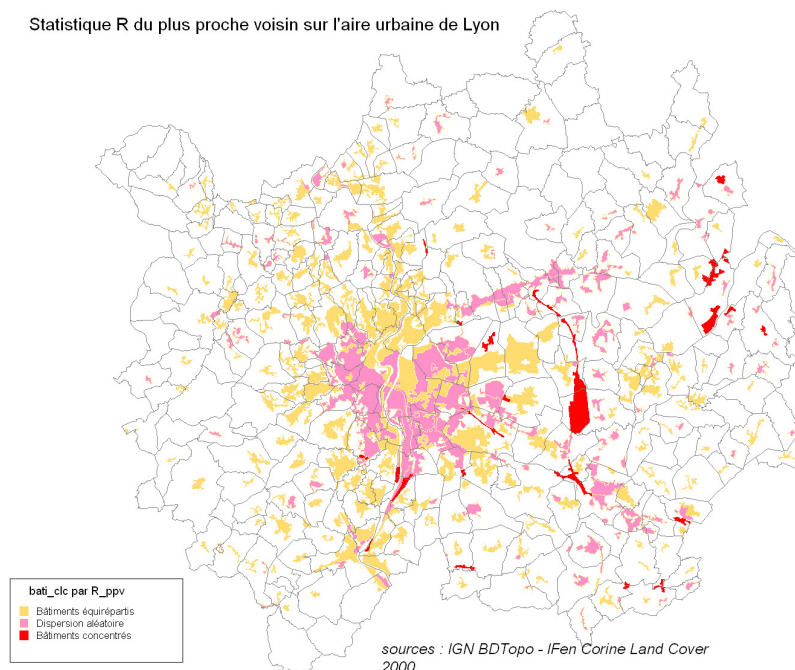 Statistique R du plus proche voisin sur l'aire urbaine de Lyon
bati_clc par R_ppv
Bâtiments équirépartis
Dispersion aléatoire
Bâtiments concentrés
sources : IGN BDTopo - IFen Corine Land Cover
2000